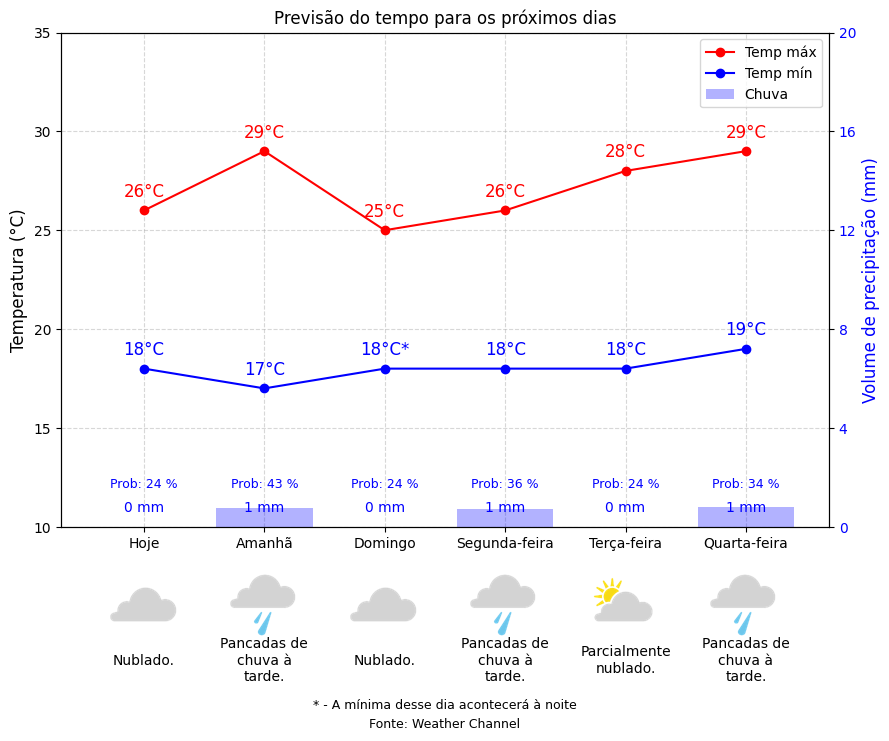 Previsão do tempo para os próximos dias
Temperatura (°C)
Volume de precipitação (mm)
35
30
25
20
15
10
20
16
12
8
4
0
Temp máx
Temp mín
Chuva
26°C
29°C
25°C
26°C
28°C
29°C
18°C
17°C
18°C*
18°C
18°C
19°C
Prob: 24 %
Prob: 43 %
Prob: 24 %
Prob: 36 %
Prob: 24 %
Prob: 34 %
0 mm
1 mm
0 mm
1 mm
0 mm
1 mm
Hoje
Amanhã
Domingo
Segunda-feira
Terça-feira
Quarta-feira
Nublado.
Pancadas de
chuva à
tarde.
Nublado.
Pancadas de
chuva à
tarde.
Parcialmente
nublado.
Pancadas de
chuva à
tarde.
* - A mínima desse dia acontecerá à noite
Fonte: Weather Channel